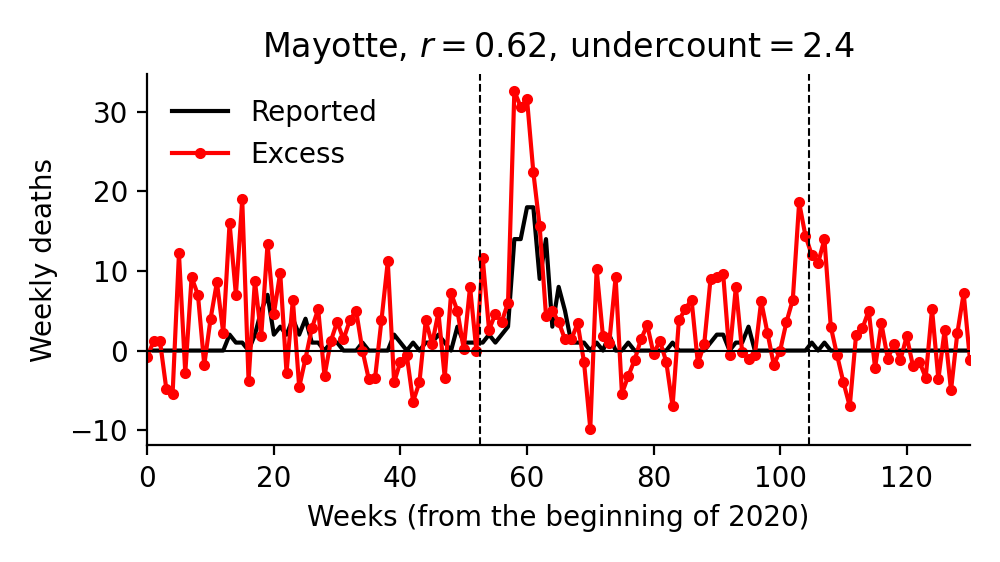 Mayotte, r = 0.62, undercount = 2.4
Reported
Excess
Weekly deaths
30
20
10
0
−10
0 20 40 60 80 100 120
Weeks (from the beginning of 2020)